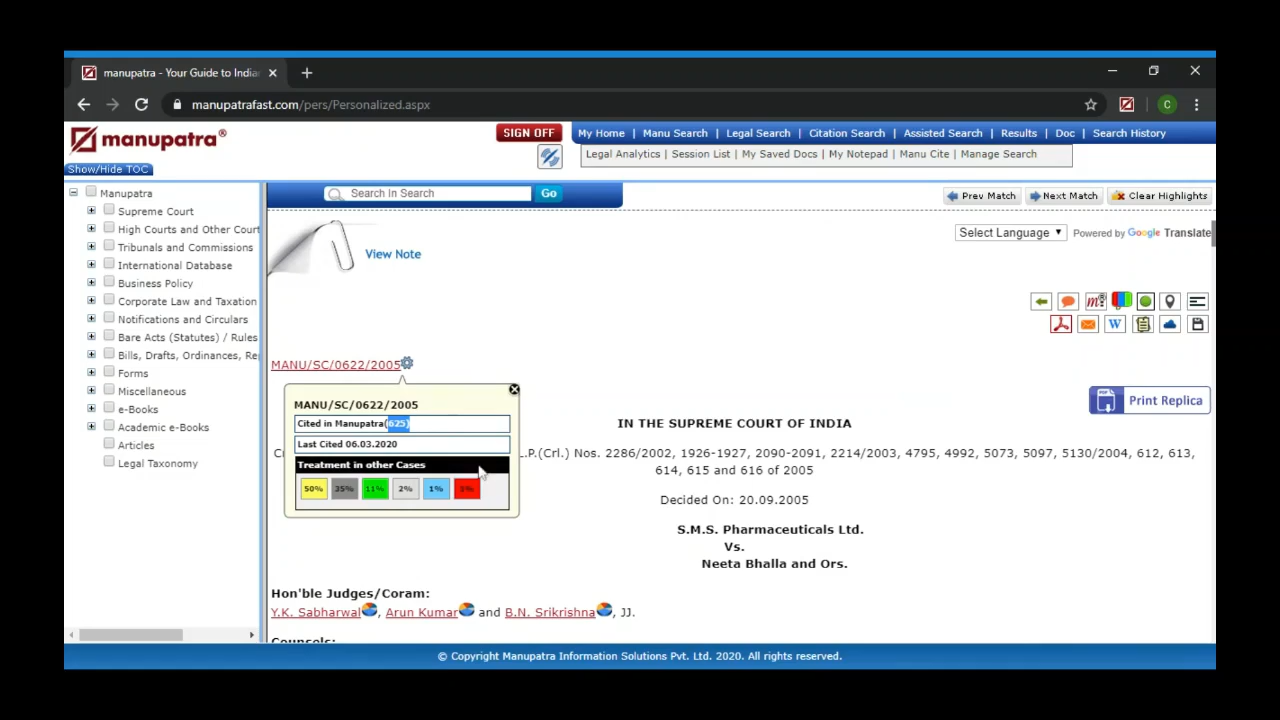 manupatra - Your Guide to India
manupatrafast.com/pers/Personalized.aspx
C
manupatra®
SIGN OFF
My Home | Manu Search | Legal Search | Citation Search | Assisted Search | Results | Doc | Search History
Legal Analytics | Session List | My Saved Docs | My Notepad | Manu Cite | Manage Search
Show/Hide TOC
Manupatra
Supreme Court
High Courts and Other Court
Tribunals and Commissions
International Database
Business Policy
Corporate Law and Taxation
Notifications and Circulars
Bare Acts (Statutes) / Rules
Bills, Drafts, Ordinances, Re
Forms
Miscellaneous
e-Books
Academic e-Books
Articles
Legal Taxonomy
Search In Search
Go
Prev Match
Next Match
Clear Highlights
View Note
Select Language
Powered by Google Translate
W
MANU/SC/0622/2005
Print Replica
MANU/SC/0622/2005
Cited in Manupatra(625)
Last Cited 06.03.2020
Treatment in other Cases
50% 35% 11% 2% 1%
IN THE SUPREME COURT OF INDIA
L.P.(Crl.) Nos. 2286/2002, 1926-1927, 2090-2091, 2214/2003, 4795, 4992, 5073, 5097, 5130/2004, 612, 613,
614, 615 and 616 of 2005
Decided On: 20.09.2005
S.M.S. Pharmaceuticals Ltd.
Vs.
Neeta Bhalla and Ors.
Hon'ble Judges/Coram:
Y.K. Sabharwal, Arun Kumar and B.N. Srikrishna, JJ.
Counsels:
© Copyright Manupatra Information Solutions Pvt. Ltd. 2020. All rights reserved.